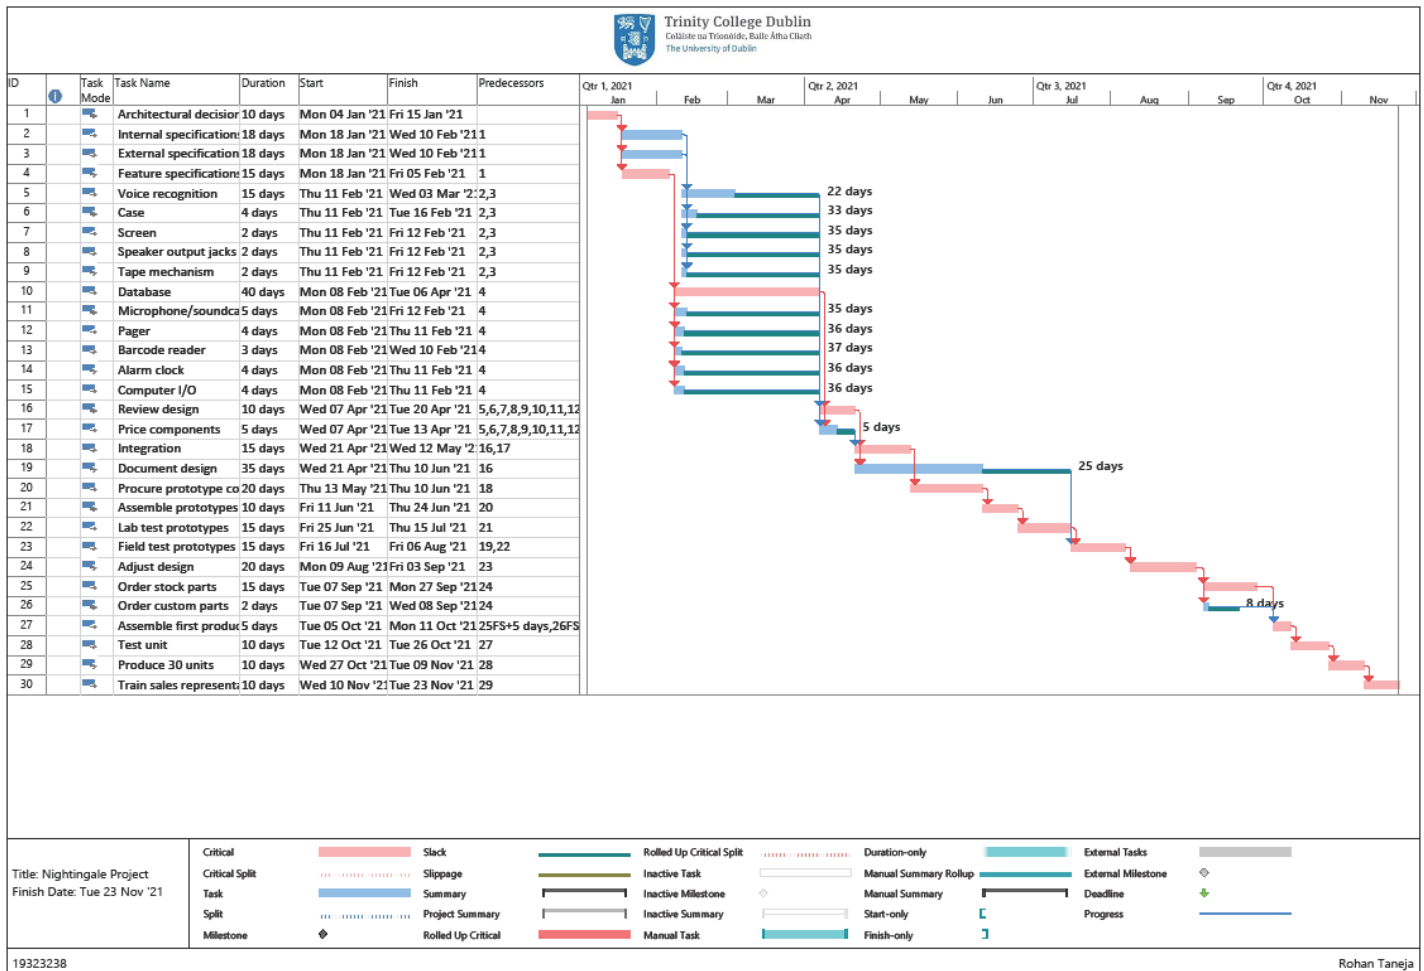 Trinity College Dublin
Coláiste na Tríonóide, Baile Átha Cliath
The University of Dublin
ID Task Mode Task Name Duration Start Finish Predecessors
Qtr 1, 2021 Qtr 2, 2021 Qtr 3, 2021 Qtr 4, 2021
Jan Feb Mar Apr May Jun Jul Aug Sep Oct Nov
1 Architectural decision 10 days Mon 04 Jan '21 Fri 15 Jan '21
2 Internal specifications 18 days Mon 18 Jan '21 Wed 10 Feb '21 1
3 External specification 18 days Mon 18 Jan '21 Wed 10 Feb '21 1
4 Feature specifications 15 days Mon 18 Jan '21 Fri 05 Feb '21 1
5 Voice recognition 15 days Thu 11 Feb '21 Wed 03 Mar '2 2,3 22 days
6 Case 4 days Thu 11 Feb '21 Tue 16 Feb '21 2,3 33 days
7 Screen 2 days Thu 11 Feb '21 Fri 12 Feb '21 2,3 35 days
8 Speaker output jacks 2 days Thu 11 Feb '21 Fri 12 Feb '21 2,3 35 days
9 Tape mechanism 2 days Thu 11 Feb '21 Fri 12 Feb '21 2,3 35 days
10 Database 40 days Mon 08 Feb '21 Tue 06 Apr '21 4
11 Microphone/soundca 5 days Mon 08 Feb '21 Fri 12 Feb '21 4 35 days
12 Pager 4 days Mon 08 Feb '21 Thu 11 Feb '21 4 36 days
13 Barcode reader 3 days Mon 08 Feb '21 Wed 10 Feb '21 4 37 days
14 Alarm clock 4 days Mon 08 Feb '21 Thu 11 Feb '21 4 36 days
15 Computer I/O 4 days Mon 08 Feb '21 Thu 11 Feb '21 4 36 days
16 Review design 10 days Wed 07 Apr '21 Tue 20 Apr '21 5,6,7,8,9,10,11,12
17 Price components 5 days Wed 07 Apr '21 Tue 13 Apr '21 5,6,7,8,9,10,11,12 5 days
18 Integration 15 days Wed 21 Apr '21 Wed 12 May '2 16,17
19 Document design 35 days Wed 21 Apr '21 Thu 10 Jun '21 16 25 days
20 Procure prototype co 20 days Thu 13 May '21 Thu 10 Jun '21 18
21 Assemble prototypes 10 days Fri 11 Jun '21 Thu 24 Jun '21 20
22 Lab test prototypes 15 days Fri 25 Jun '21 Thu 15 Jul '21 21
23 Field test prototypes 15 days Fri 16 Jul '21 Fri 06 Aug '21 19,22
24 Adjust design 20 days Mon 09 Aug '21 Fri 03 Sep '21 23
25 Order stock parts 15 days Tue 07 Sep '21 Mon 27 Sep '21 24
26 Order custom parts 2 days Tue 07 Sep '21 Wed 08 Sep '21 24 8 days
27 Assemble first produc 5 days Tue 05 Oct '21 Mon 11 Oct '21 25FS+5 days,26FS
28 Test unit 10 days Tue 12 Oct '21 Tue 26 Oct '21 27
29 Produce 30 units 10 days Wed 27 Oct '21 Tue 09 Nov '21 28
30 Train sales represent 10 days Wed 10 Nov '21 Tue 23 Nov '21 29
Title: Nightingale Project
Finish Date: Tue 23 Nov '21
Critical Slack Rolled Up Critical Split Duration-only External Tasks
Critical Split Slippage Inactive Task Manual Summary Rollup External Milestone
Task Summary Inactive Milestone Manual Summary Deadline
Split Project Summary Inactive Summary Start-only Progress
Milestone Rolled Up Critical Manual Task Finish-only
19323238 Rohan Taneja